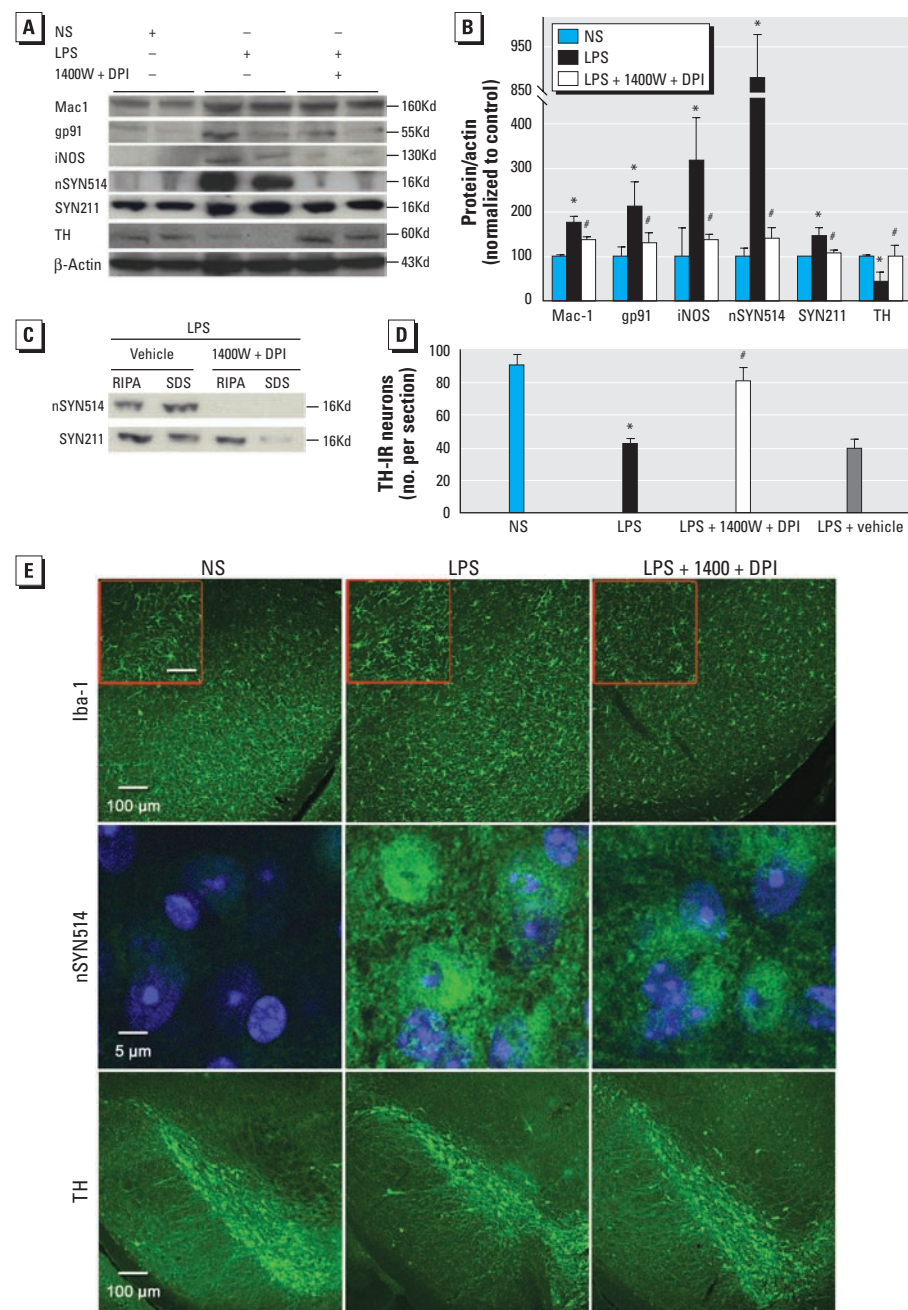 A
NS + – –
LPS – + +
1400W + DPI – – +
Mac1 160Kd
gp91 55Kd
iNOS 130Kd
nSYN514 16Kd
SYN211 16Kd
TH 60Kd
β-Actin 43Kd
B
NS
LPS
LPS + 1400W + DPI
Protein/actin
(normalized to control)
950
850
400
300
200
100
0
* # * # * # * # * # * #
Mac-1 gp91 iNOS nSYN514 SYN211 TH
C
LPS
Vehicle 1400W + DPI
RIPA SDS RIPA SDS
nSYN514 16Kd
SYN211 16Kd
D
TH-IR neurons
(no. per section)
100
80
60
40
20
0
* #
NS LPS LPS + 1400W + DPI LPS + vehicle
E
NS LPS LPS + 1400 + DPI
Iba-1
100 µm
nSYN514
5 µm
TH
100 µm